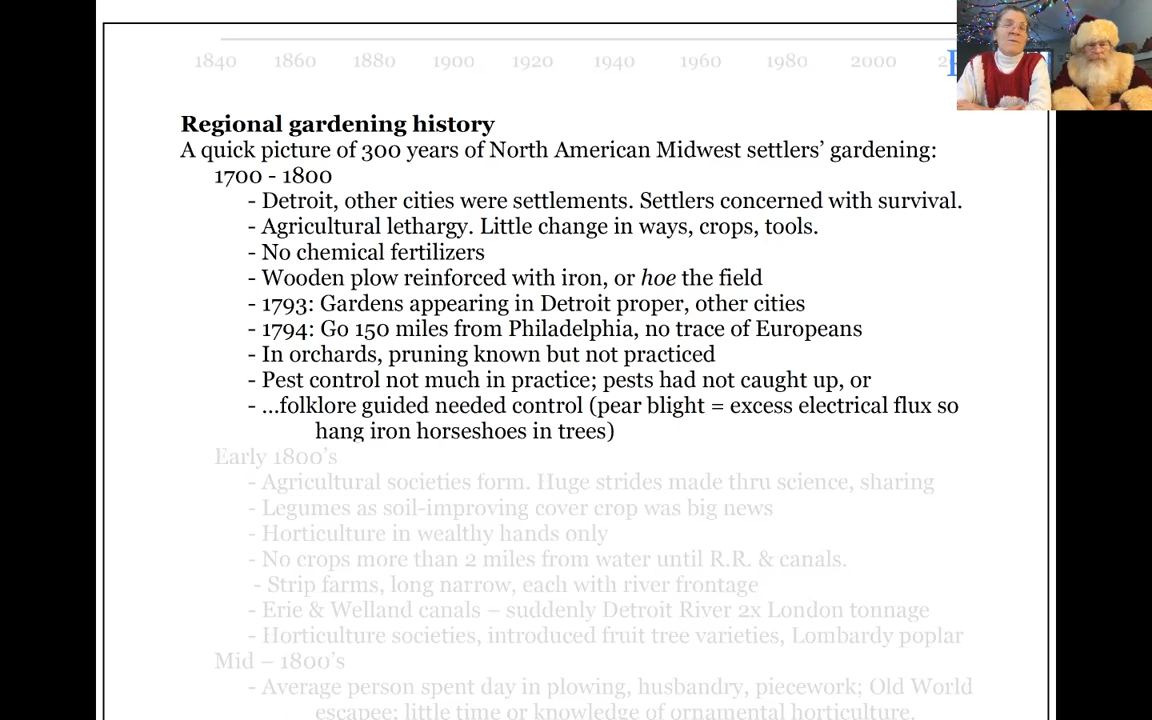 1840 1860 1880 1900 1920 1940 1960 1980 2000
Regional gardening history
A quick picture of 300 years of North American Midwest settlers’ gardening:
1700 - 1800
- Detroit, other cities were settlements. Settlers concerned with survival.
- Agricultural lethargy. Little change in ways, crops, tools.
- No chemical fertilizers
- Wooden plow reinforced with iron, or hoe the field
- 1793: Gardens appearing in Detroit proper, other cities
- 1794: Go 150 miles from Philadelphia, no trace of Europeans
- In orchards, pruning known but not practiced
- Pest control not much in practice; pests had not caught up, or
- …folklore guided needed control (pear blight = excess electrical flux so
hang iron horseshoes in trees)
Early 1800’s
- Agricultural societies form. Huge strides made thru science, sharing
- Legumes as soil-improving cover crop was big news
- Horticulture in wealthy hands only
- No crops more than 2 miles from water until R.R. & canals.
- Strip farms, long narrow, each with river frontage
- Erie & Welland canals – suddenly Detroit River 2x London tonnage
- Horticulture societies, introduced fruit tree varieties, Lombardy poplar
Mid – 1800’s
- Average person spent day in plowing, husbandry, piecework; Old World
escapee; little time or knowledge of ornamental horticulture.